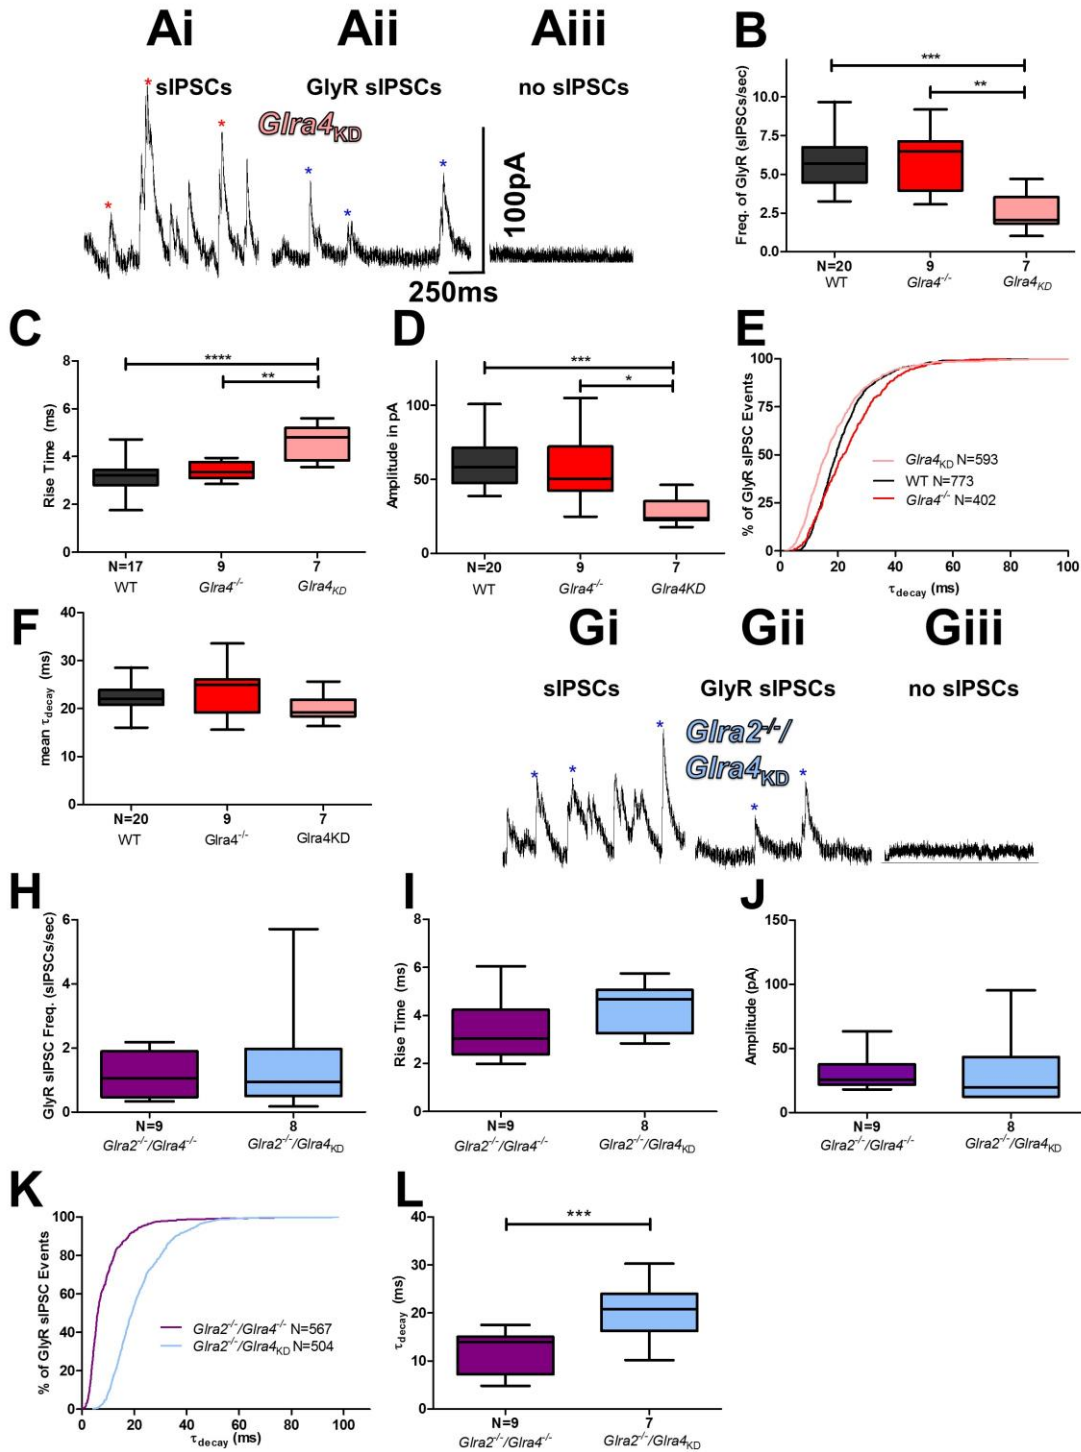 Ai
Aii
Aiii
sIPSCs
GlyR sIPSCs
no sIPSCs
*
*
*
Glra4KD
*
*
*
100pA
250ms
B
Freq. of GlyR (sIPSCs/sec)
10.0
7.5
5.0
2.5
0.0
***
**
N=20
9
7
WT
Glra4-/-
Glra4KD
C
Rise Time (ms)
8
6
4
2
0
****
**
N=17
9
7
WT
Glra4-/-
Glra4KD
D
Amplitude in pA
100
50
0
***
*
N=20
9
7
WT
Glra4-/-
Glra4KD
E
% of GlyR sIPSC Events
100
75
50
25
0
Glra4KD N=593
WT N=773
Glra4-/- N=402
0
20
40
60
80
100
τdecay (ms)
F
mean τdecay (ms)
40
30
20
10
0
N=20
9
7
WT
Glra4-/-
Glra4KD
Gi
Gii
Giii
sIPSCs
GlyR sIPSCs
no sIPSCs
*
*
*
Glra2-/-/
Glra4KD
*
*
H
GlyR sIPSC Freq. (sIPSCs/sec)
6
4
2
0
N=9
8
Glra2-/-/Glra4-/-
Glra2-/-/Glra4KD
I
Rise Time (ms)
8
6
4
2
0
N=9
8
Glra2-/-/Glra4-/-
Glra2-/-/Glra4KD
J
Amplitude (pA)
150
100
50
0
N=9
8
Glra2-/-/Glra4-/-
Glra2-/-/Glra4KD
K
% of GlyR sIPSC Events
100
80
60
40
20
0
Glra2-/-/Glra4-/- N=567
Glra2-/-/Glra4KD N=504
0
20
40
60
80
100
τdecay (ms)
L
τdecay (ms)
40
30
20
10
0
***
N=9
7
Glra2-/-/Glra4-/-
Glra2-/-/Glra4KD